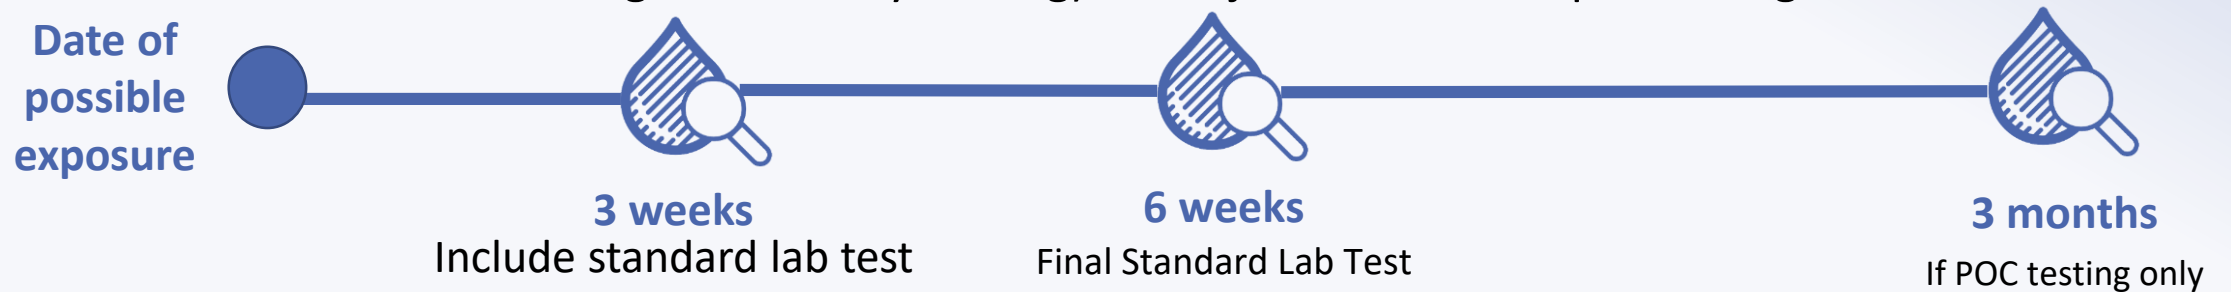 Date of
possible
exposure
3 weeks
Include standard lab test
6 weeks
Final Standard Lab Test
3 months
If POC testing only